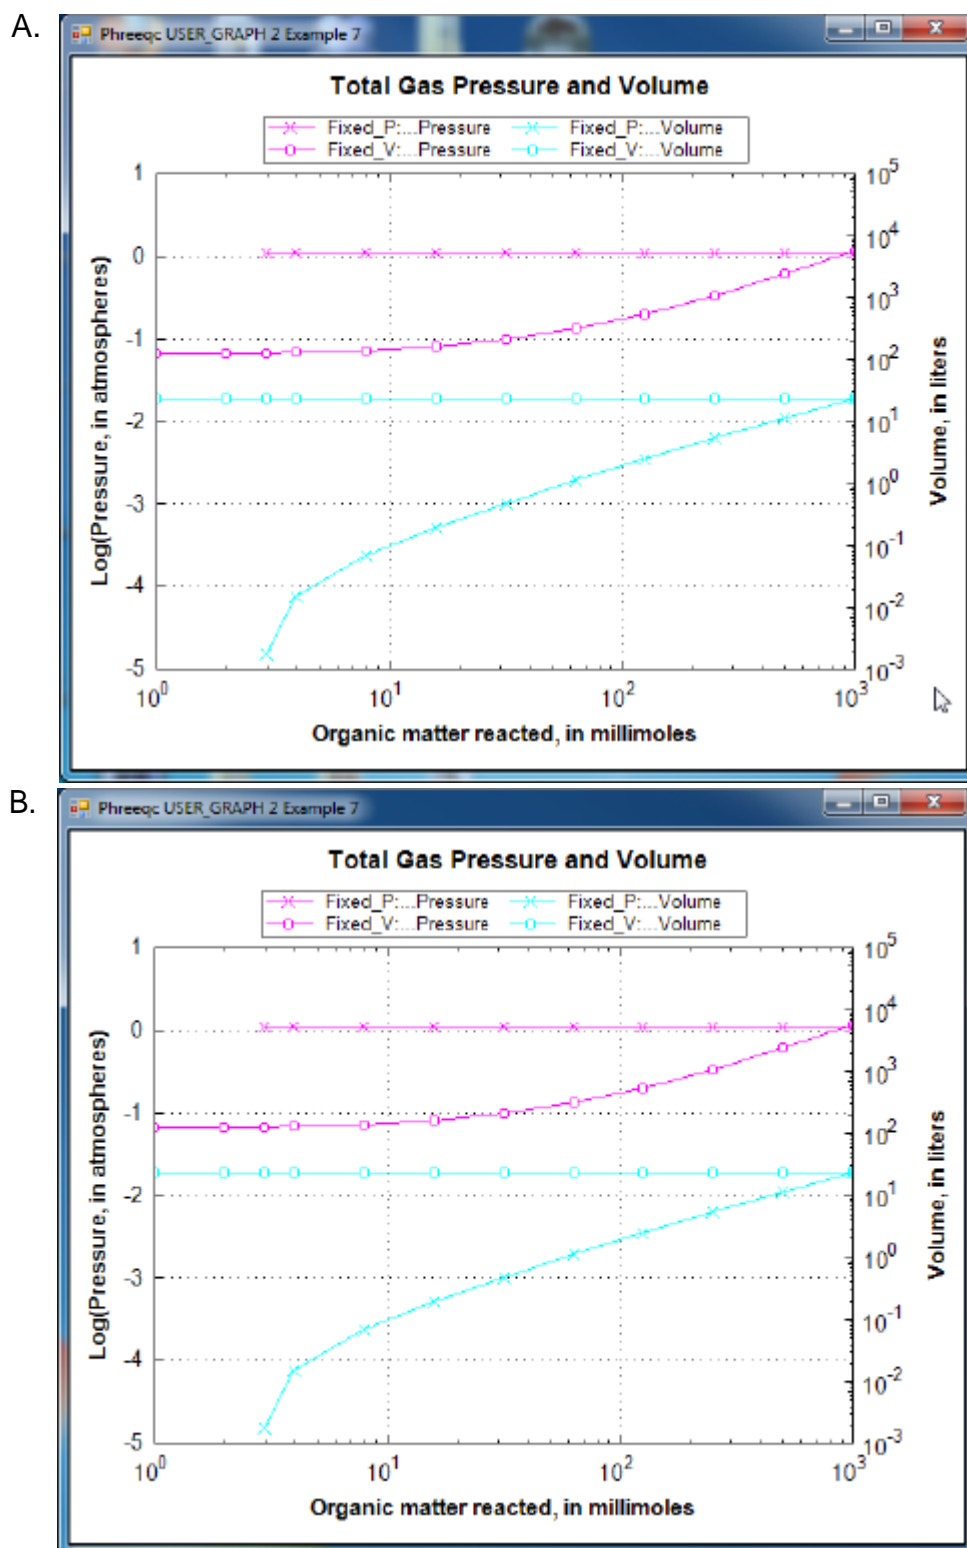 A.
Phreeqc USER_GRAPH 2 Example 7
Total Gas Pressure and Volume
Fixed_P:...Pressure Fixed_P:...Volume
Fixed_V:...Pressure Fixed_V:...Volume
1 10^5
10^4
0
10^3
-1
10^2
-2 10^1
10^0
-3
10^-1
-4
10^-2
-5 10^-3
Log(Pressure, in atmospheres)
Volume, in liters
10^0 10^1 10^2 10^3
Organic matter reacted, in millimoles
B.
Phreeqc USER_GRAPH 2 Example 7
Total Gas Pressure and Volume
Fixed_P:...Pressure Fixed_P:...Volume
Fixed_V:...Pressure Fixed_V:...Volume
1 10^5
10^4
0
10^3
-1
10^2
-2 10^1
10^0
-3
10^-1
-4
10^-2
-5 10^-3
Log(Pressure, in atmospheres)
Volume, in liters
10^0 10^1 10^2 10^3
Organic matter reacted, in millimoles